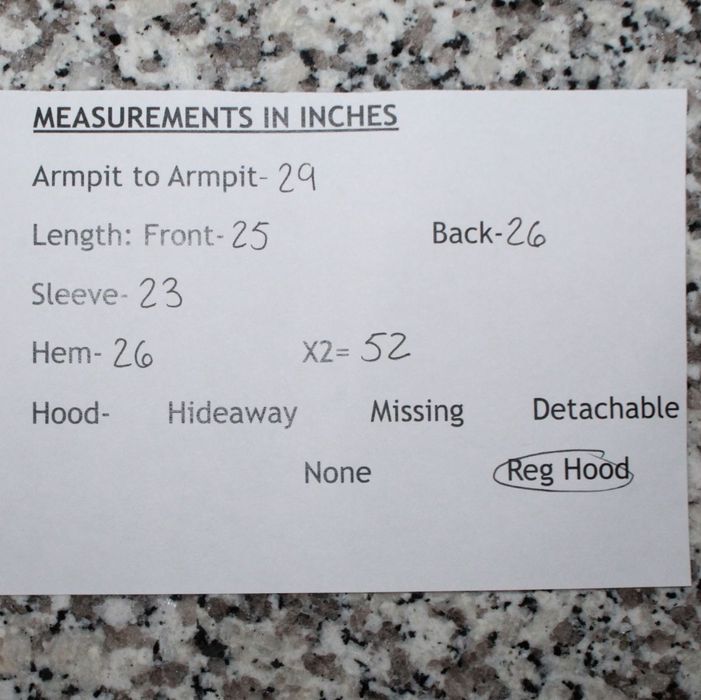 MEASUREMENTS IN INCHES
Armpit to Armpit- 29
Length: Front- 25 Back- 26
Sleeve- 23
Hem- 26 X2= 52
Hood- Hideaway Missing Detachable
None Reg Hood